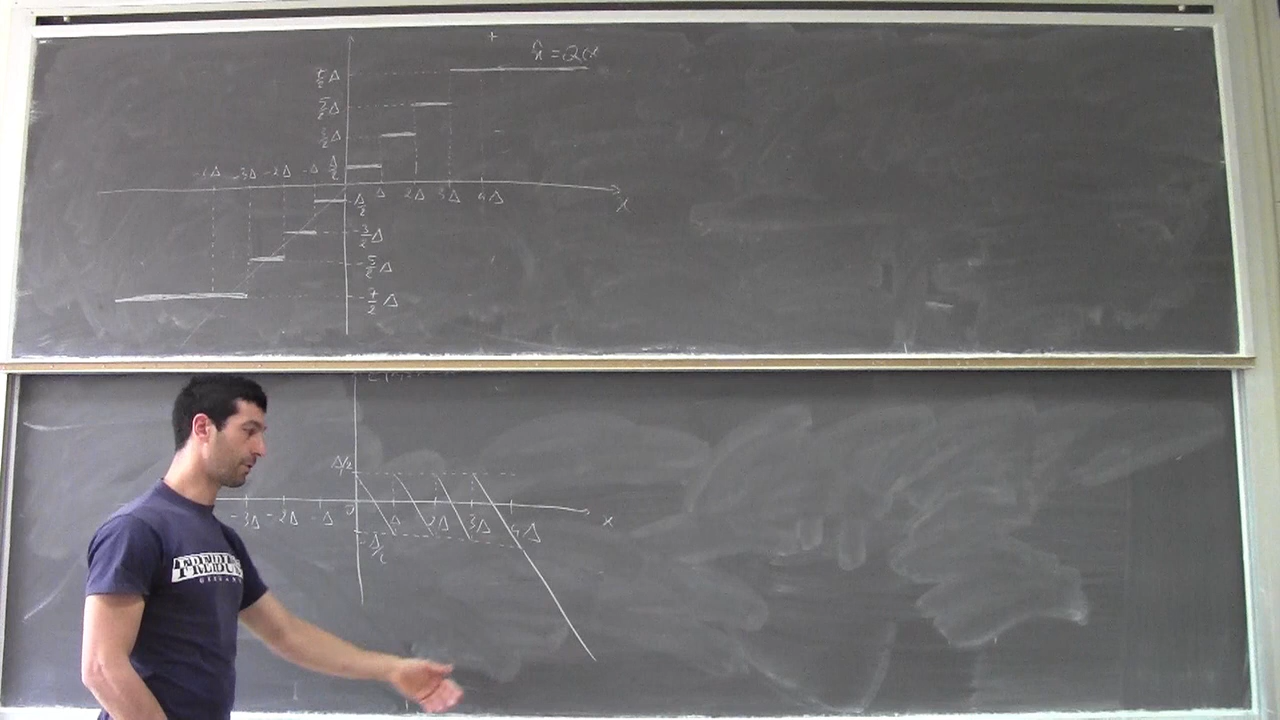 x̂ = Q(x
7/2 Δ
5/2 Δ
3/2 Δ
Δ/2
-4Δ -3Δ -2Δ -Δ
Δ 2Δ 3Δ 4Δ
x
-Δ/2
-3/2 Δ
-5/2 Δ
-7/2 Δ
Δ/2
-3Δ -2Δ -Δ 0 Δ 2Δ 3Δ 4Δ
x
-Δ/2